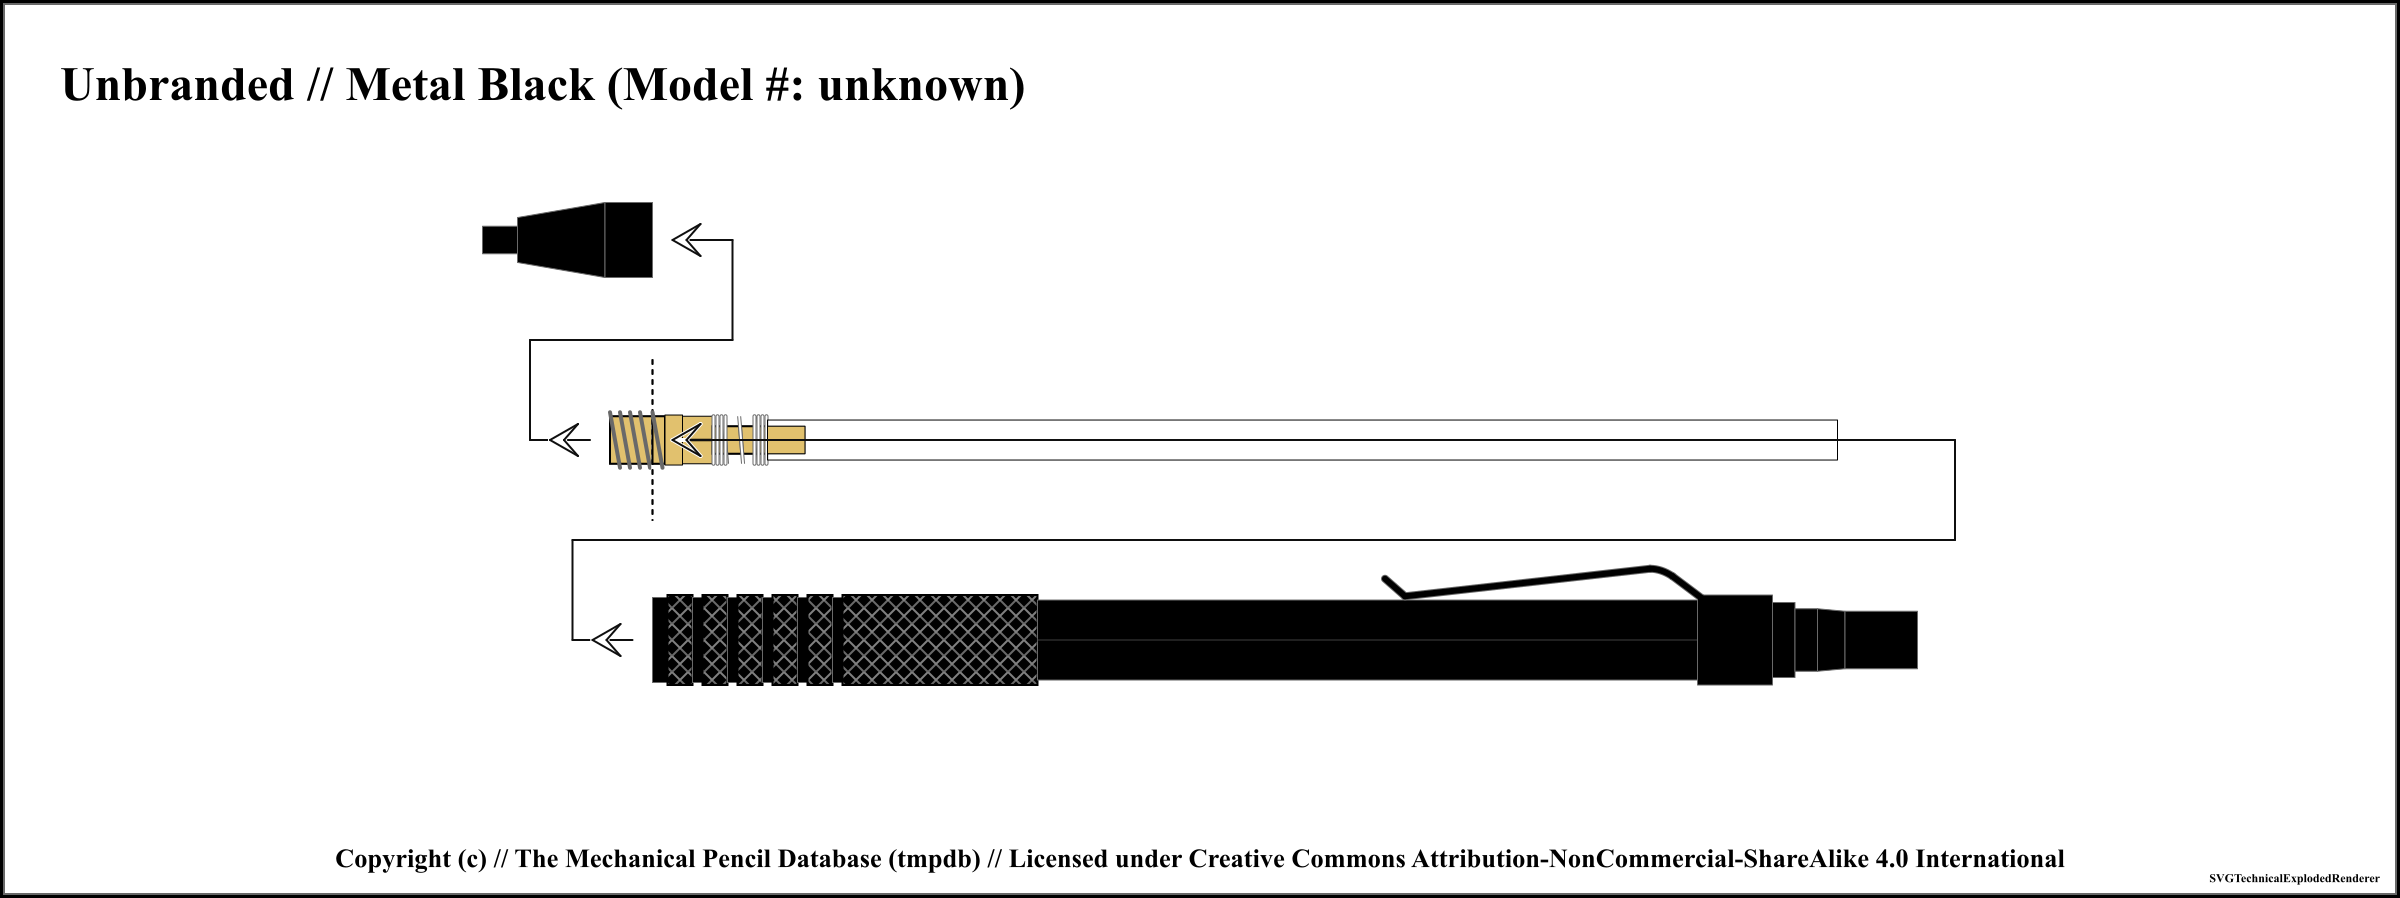 Unbranded // Metal Black (Model #: unknown)
Copyright (c) // The Mechanical Pencil Database (tmpdb) // Licensed under Creative Commons Attribution-NonCommercial-ShareAlike 4.0 International
SVGTechnicalExplodedRenderer